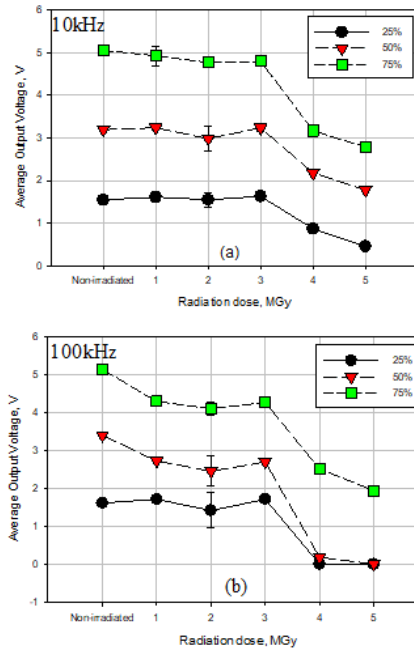 10kHz
25%
50%
75%
6
5
4
3
2
1
0
Average Output Voltage, V
(a)
Non-irradiated 1 2 3 4 5
Radiation dose, MGy
100kHz
25%
50%
75%
6
5
4
3
2
1
0
-1
Average Output Voltage, V
(b)
Non-irradiated 1 2 3 4 5
Radiation dose, MGy